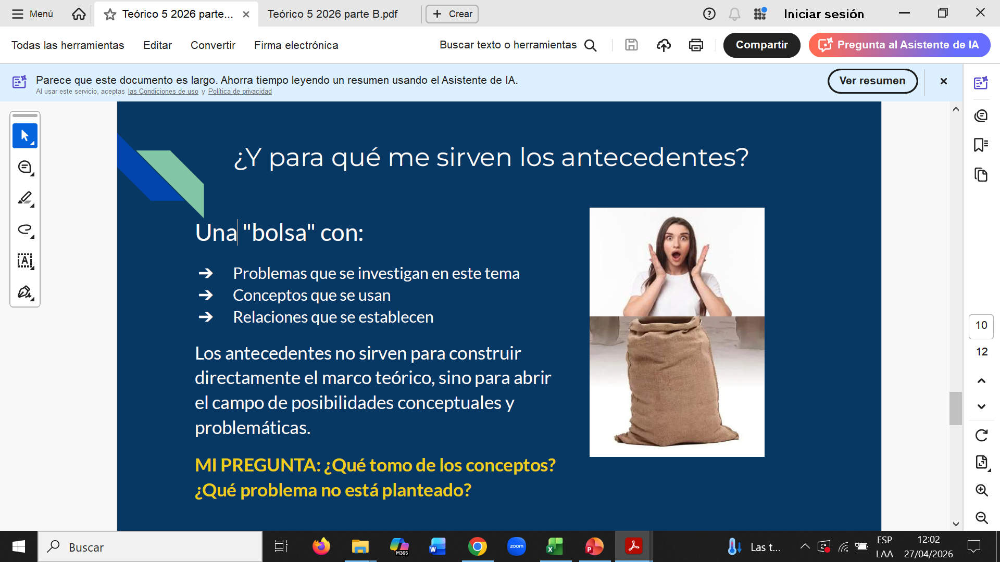 Menú
Teórico 5 2026 parte...
Teórico 5 2026 parte B.pdf
Crear
Iniciar sesión
Todas las herramientas
Editar
Convertir
Firma electrónica
Buscar texto o herramientas
Compartir
Pregunta al Asistente de IA
Parece que este documento es largo. Ahorra tiempo leyendo un resumen usando el Asistente de IA.
Al usar este servicio, aceptas las Condiciones de uso y Política de privacidad
Ver resumen
¿Y para qué me sirven los antecedentes?
Una "bolsa" con:
➔ Problemas que se investigan en este tema
➔ Conceptos que se usan
➔ Relaciones que se establecen
Los antecedentes no sirven para construir
directamente el marco teórico, sino para abrir
el campo de posibilidades conceptuales y
problemáticas.
MI PREGUNTA: ¿Qué tomo de los conceptos?
¿Qué problema no está planteado?
10
12
Buscar
M365
W
zoom
X
P
Las t...
ESP
LAA
12:02
27/04/2026